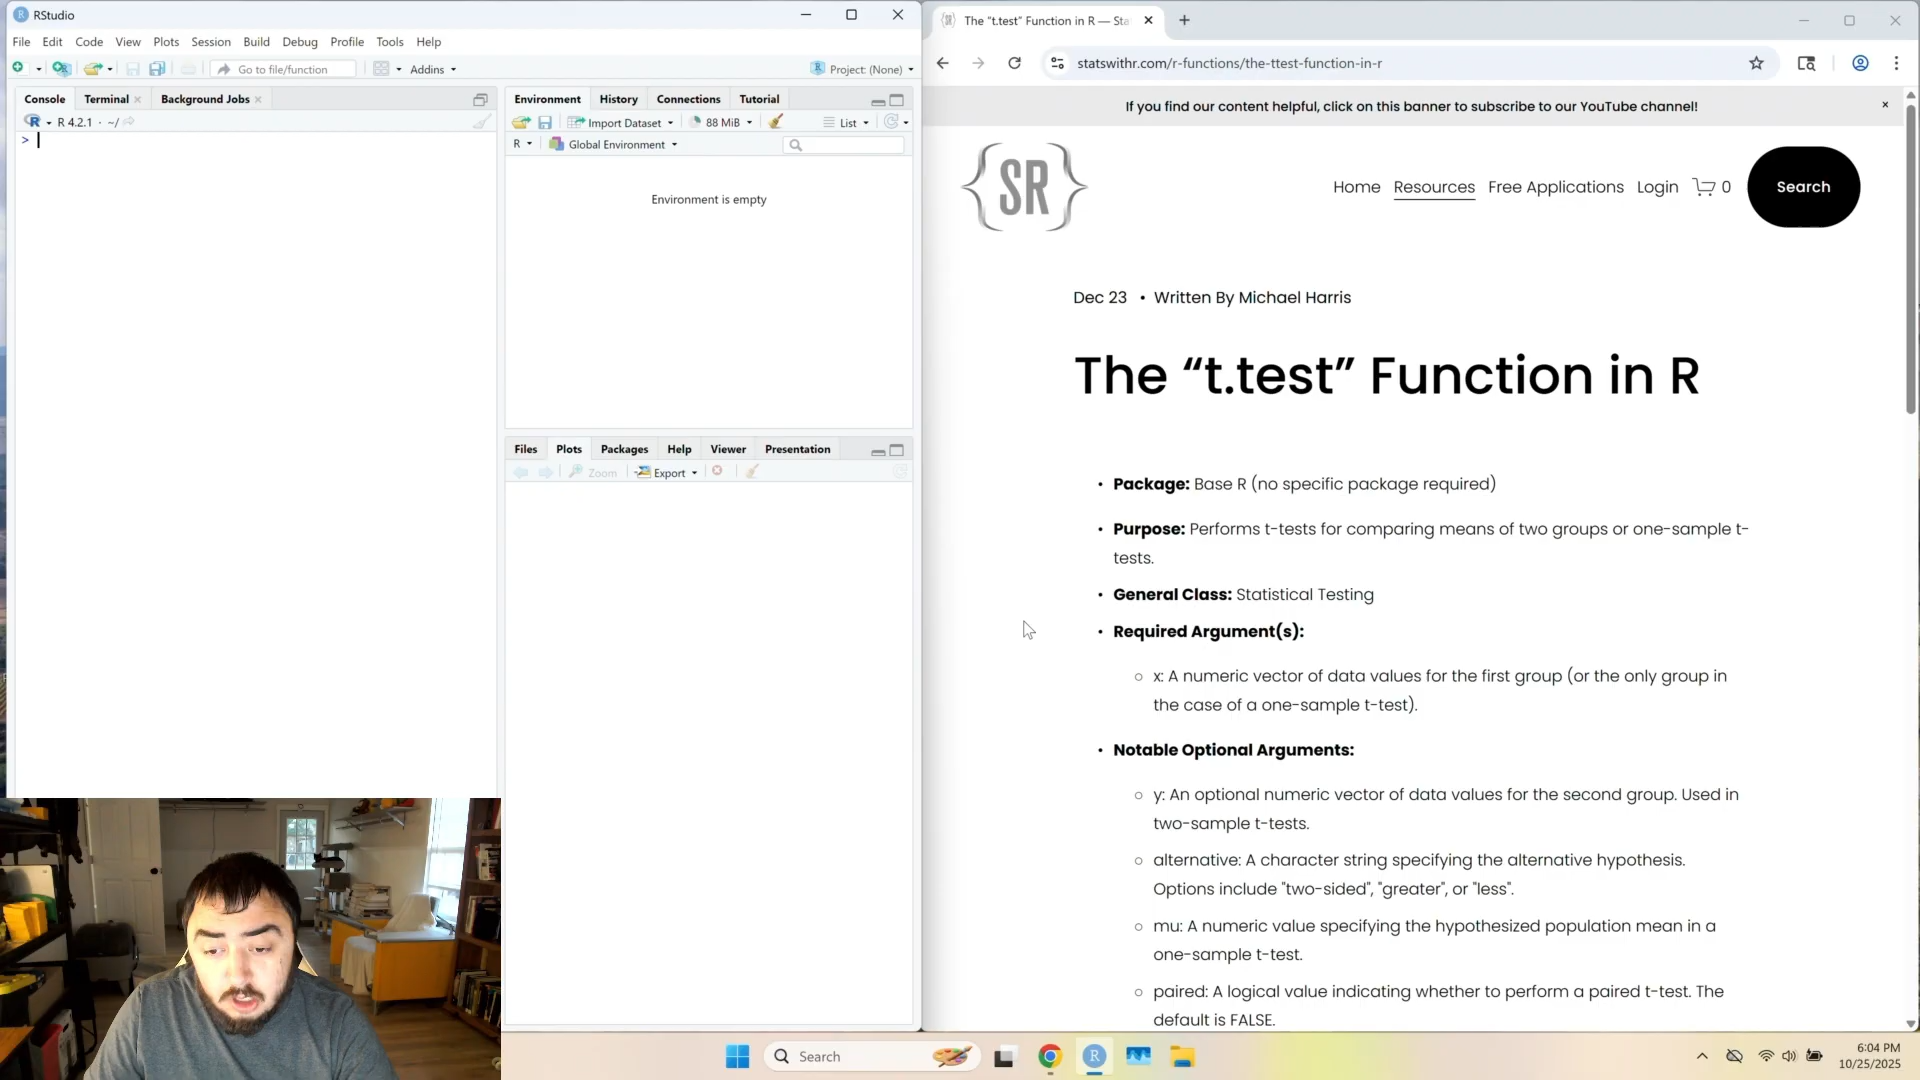 RStudio
File Edit Code View Plots Session Build Debug Profile Tools Help
Go to file/function
Addins
Project: (None)
Console Terminal Background Jobs
R 4.2.1 · ~/
>
Environment History Connections Tutorial
Import Dataset 88 MiB List
R Global Environment
Environment is empty
Files Plots Packages Help Viewer Presentation
Zoom Export
The "t.test" Function in R — Sta
statswithr.com/r-functions/the-ttest-function-in-r
If you find our content helpful, click on this banner to subscribe to our YouTube channel!
{SR}
Home Resources Free Applications Login 0 Search
Dec 23 • Written By Michael Harris
The “t.test” Function in R
• Package: Base R (no specific package required)
• Purpose: Performs t-tests for comparing means of two groups or one-sample t-
tests.
• General Class: Statistical Testing
• Required Argument(s):
○ x: A numeric vector of data values for the first group (or the only group in
the case of a one-sample t-test).
• Notable Optional Arguments:
○ y: An optional numeric vector of data values for the second group. Used in
two-sample t-tests.
○ alternative: A character string specifying the alternative hypothesis.
Options include "two-sided", "greater", or "less".
○ mu: A numeric value specifying the hypothesized population mean in a
one-sample t-test.
○ paired: A logical value indicating whether to perform a paired t-test. The
default is FALSE.
Search
6:04 PM
10/25/2025